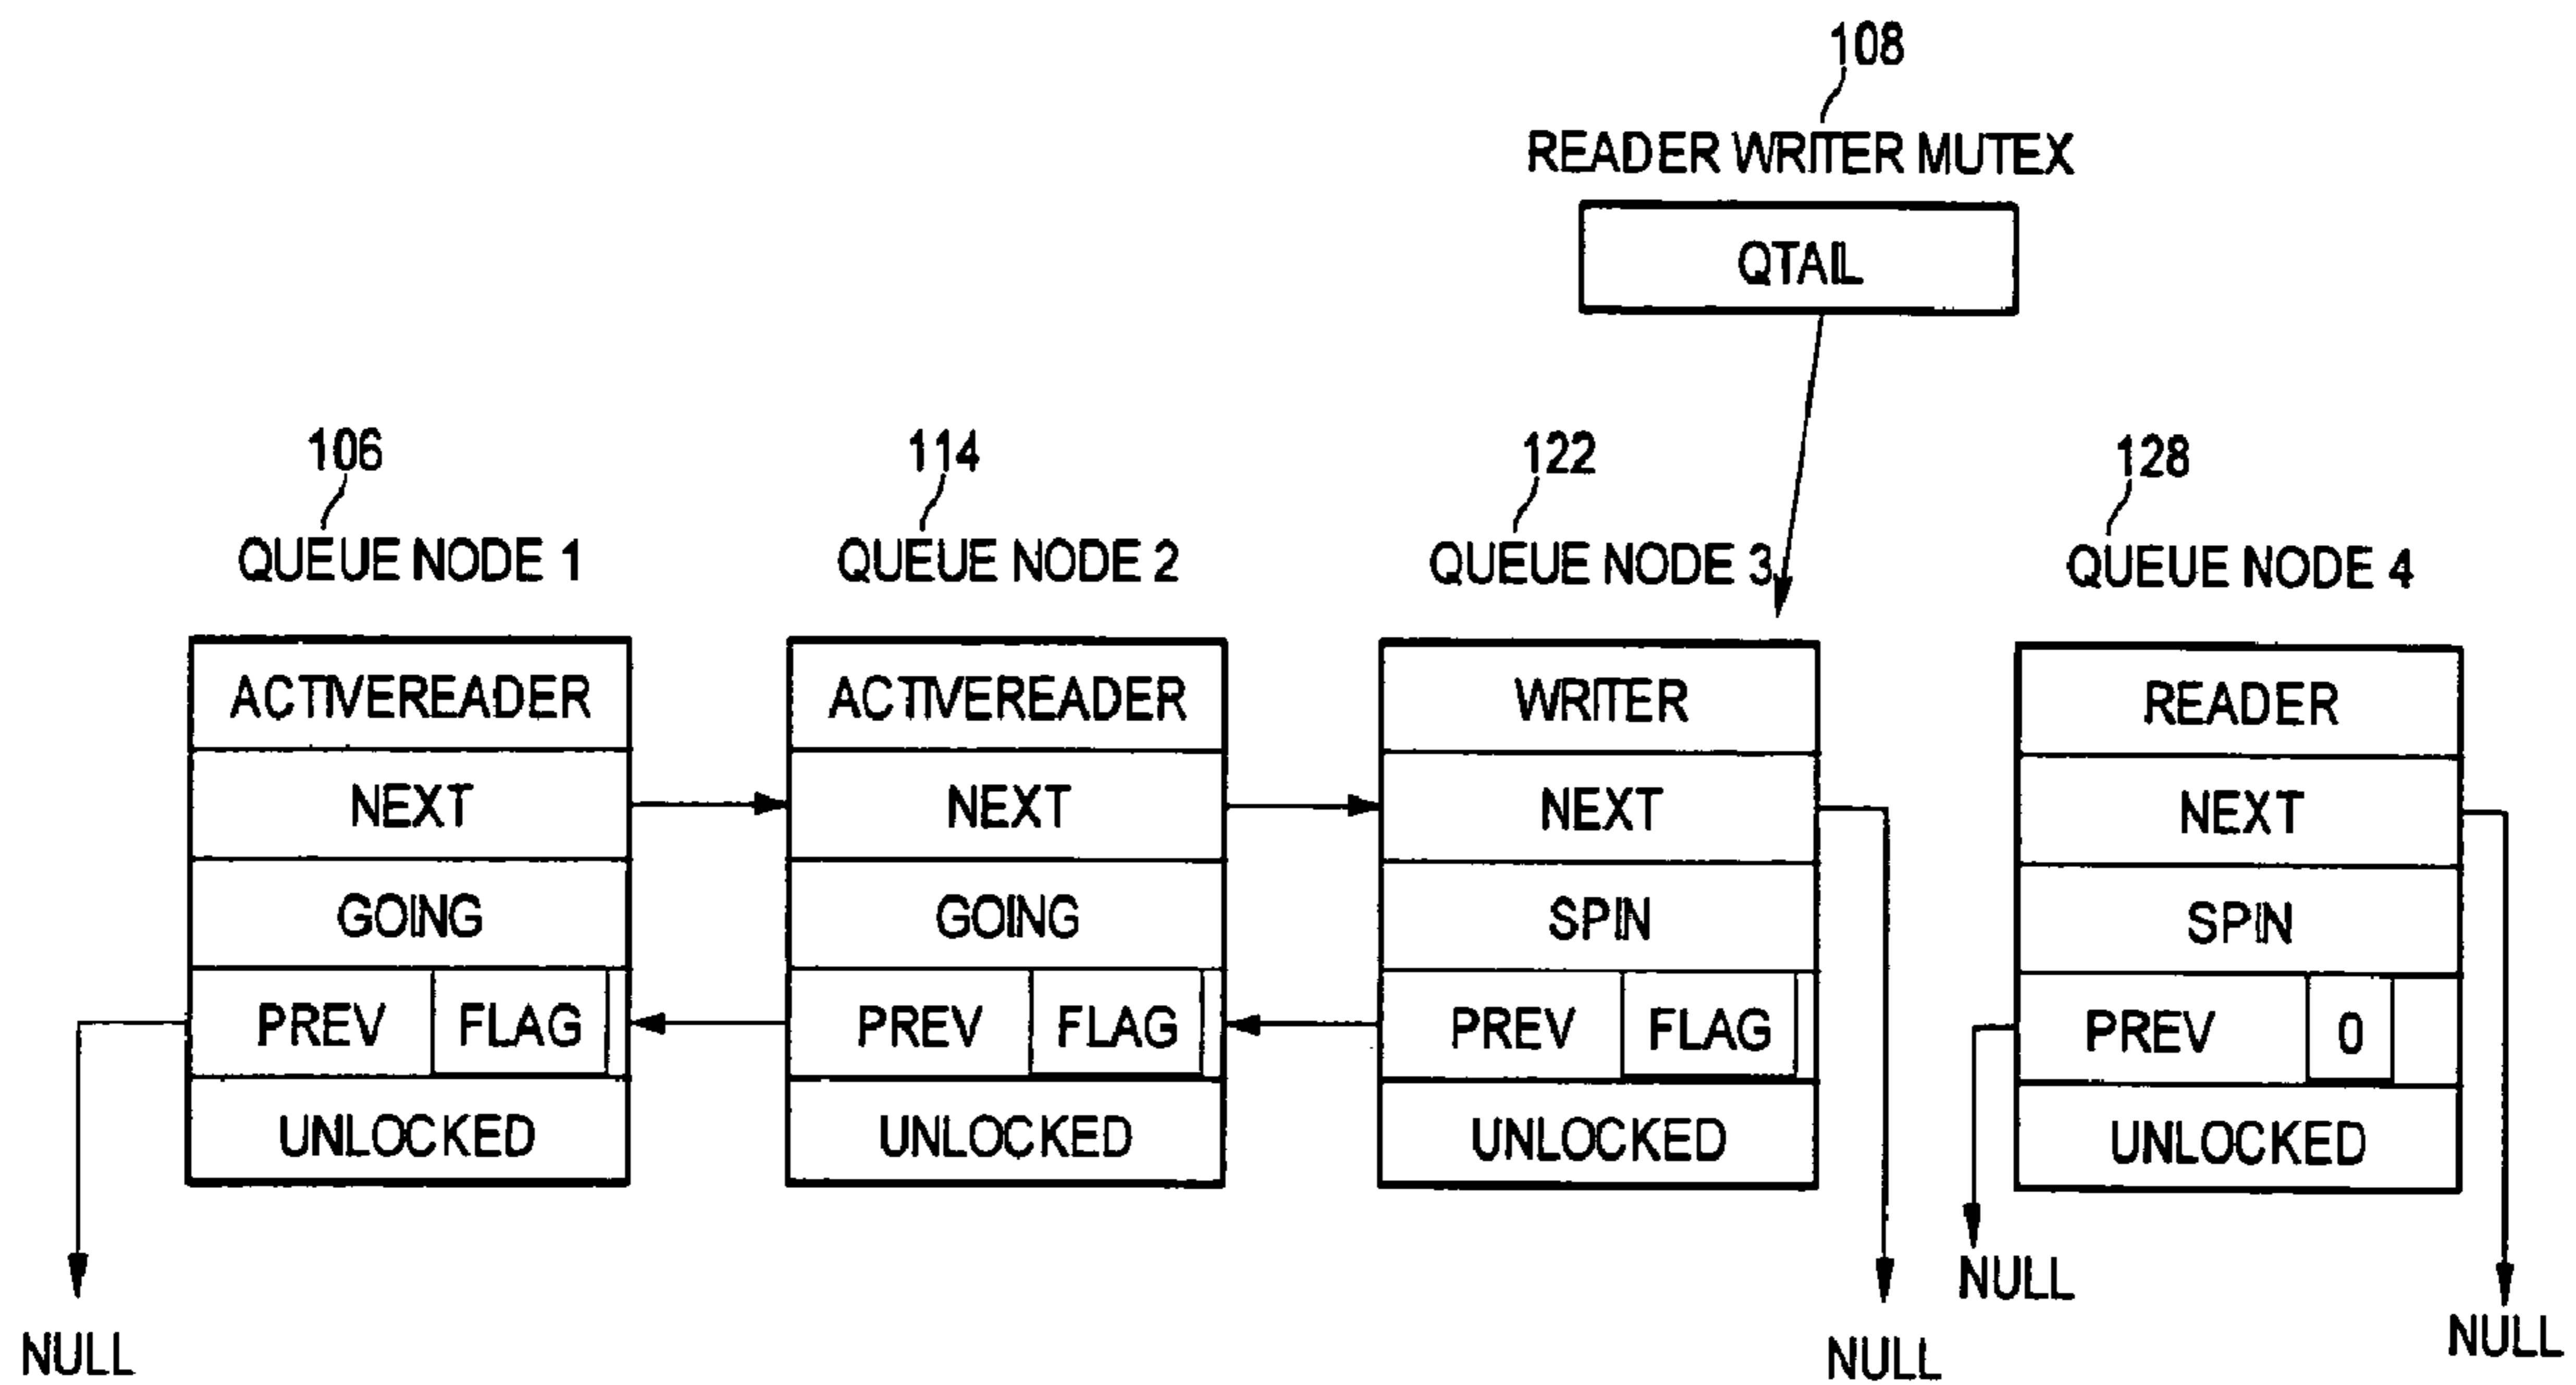 108
READER WRITER MUTEX
QTAIL
106
114
122
128
QUEUE NODE 1
QUEUE NODE 2
QUEUE NODE 3
QUEUE NODE 4
ACTIVEREADER
ACTIVEREADER
WRITER
READER
NEXT
NEXT
NEXT
NEXT
GOING
GOING
SPIN
SPIN
PREV FLAG
PREV FLAG
PREV FLAG
PREV 0
UNLOCKED
UNLOCKED
UNLOCKED
UNLOCKED
NULL
NULL
NULL
NULL